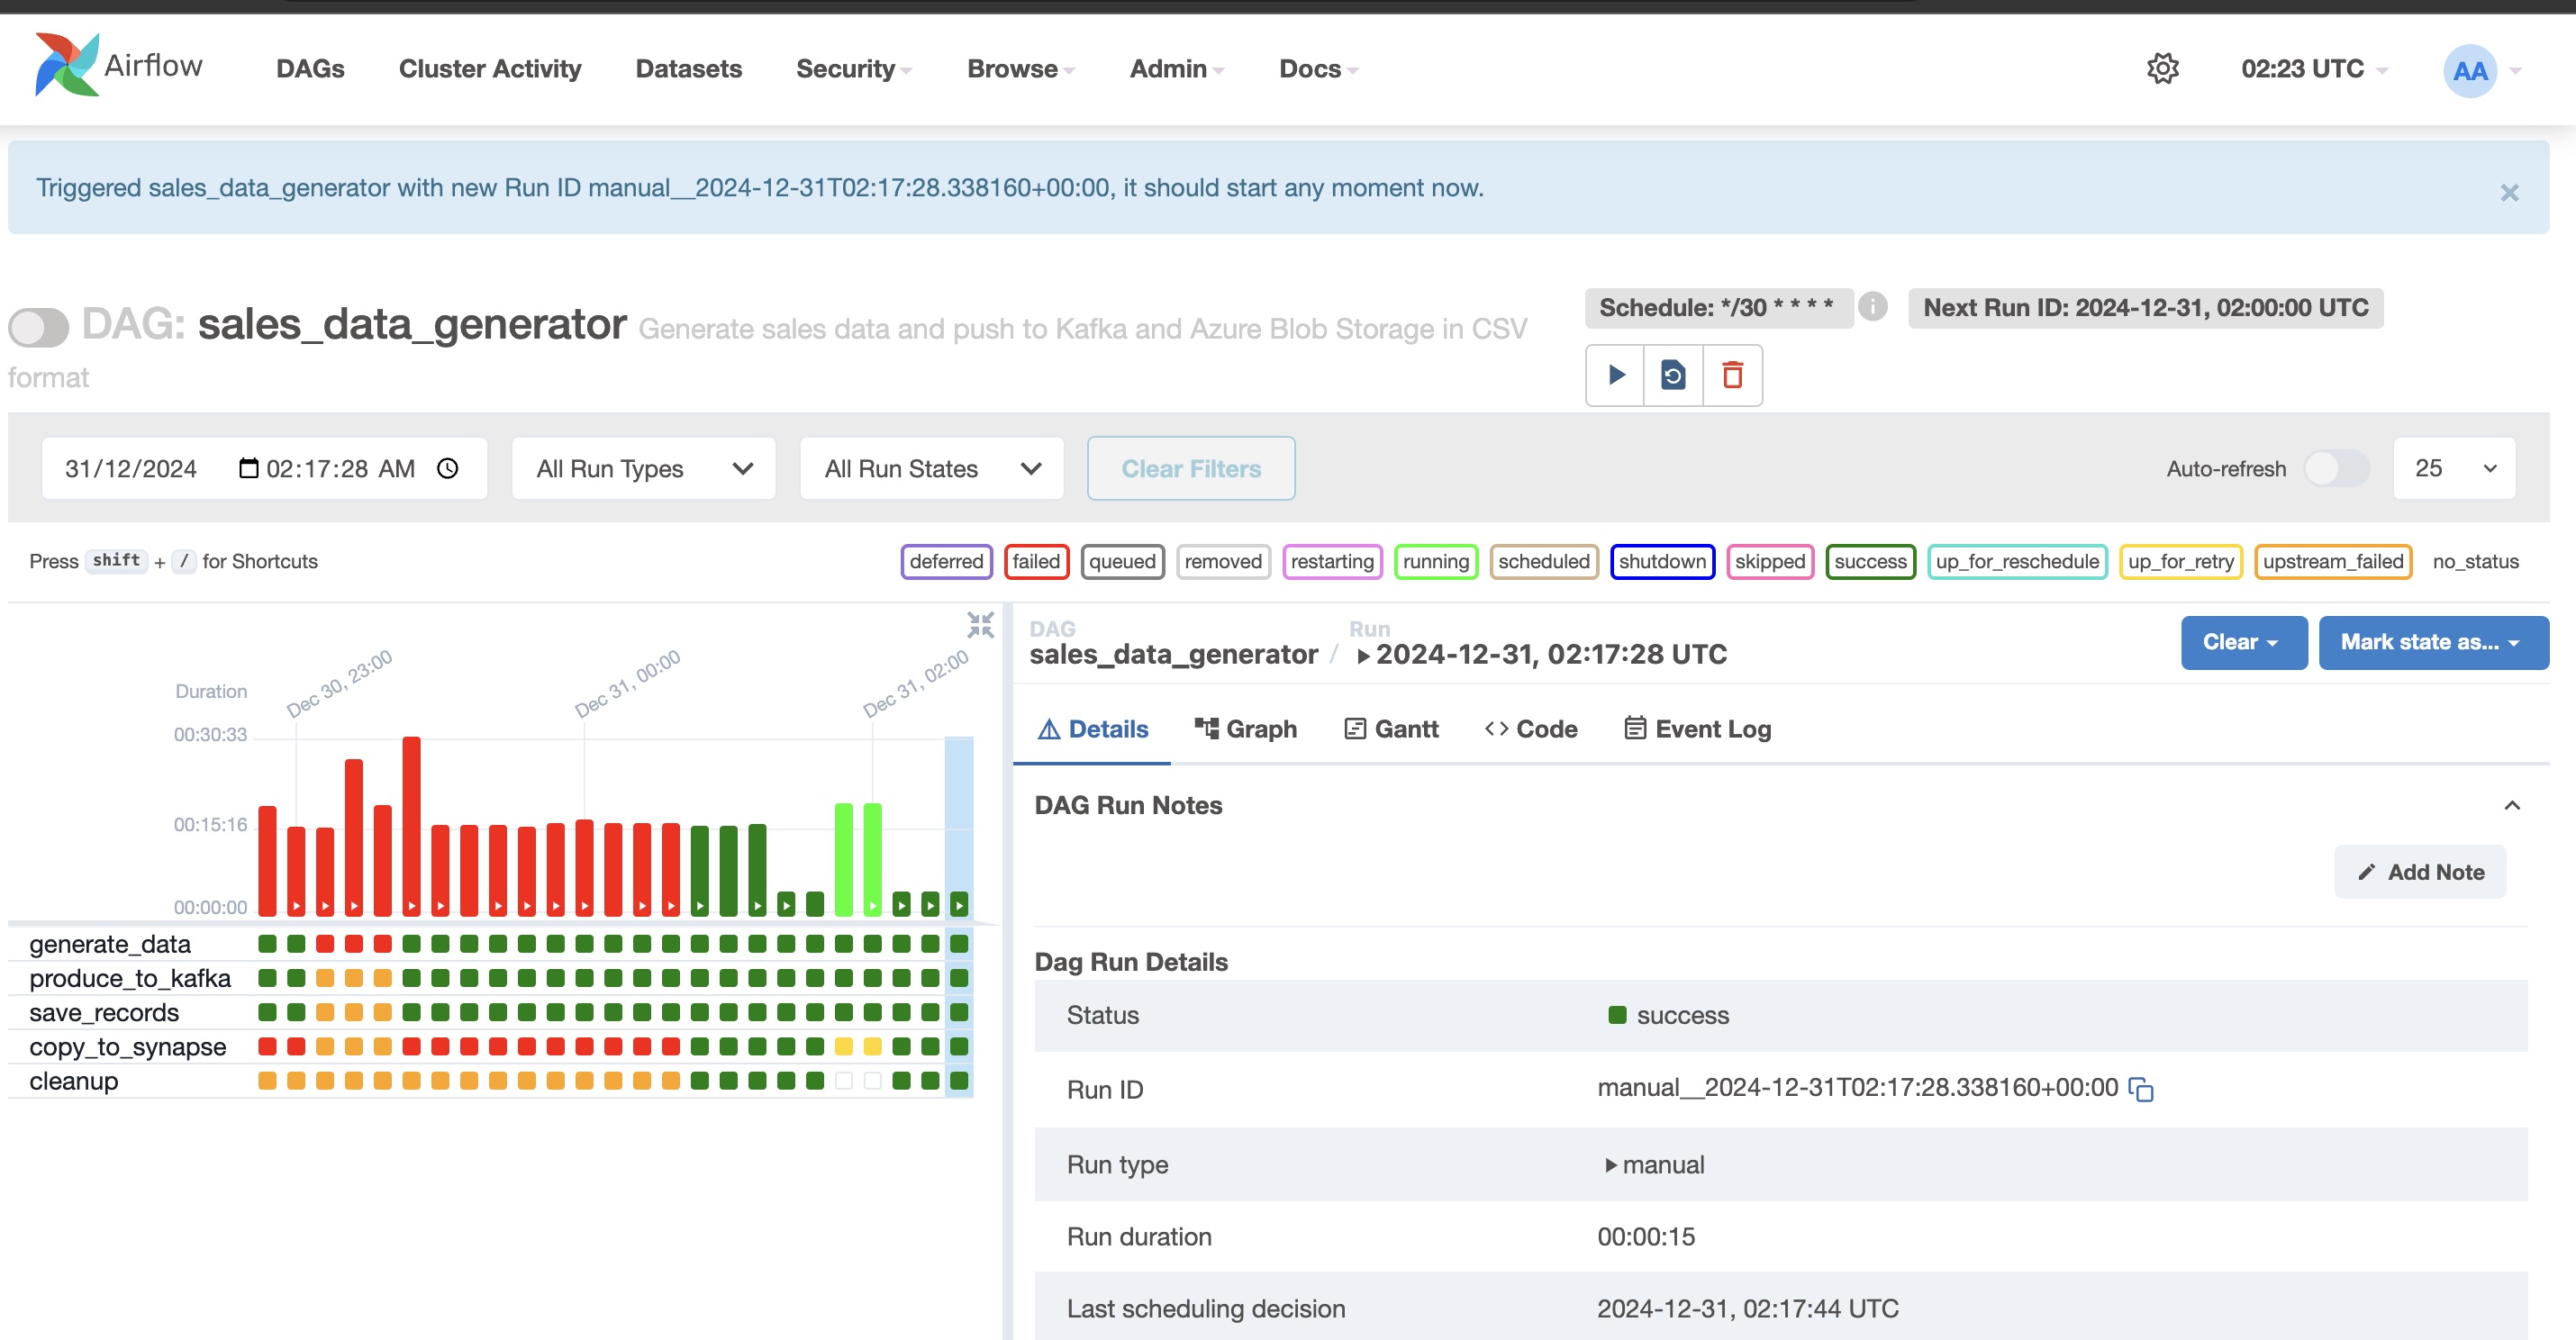 Airflow DAGs Cluster Activity Datasets Security Browse Admin Docs 02:23 UTC AA
Triggered sales_data_generator with new Run ID manual__2024-12-31T02:17:28.338160+00:00, it should start any moment now.
×
DAG: sales_data_generator Generate sales data and push to Kafka and Azure Blob Storage in CSV
format
Schedule: */30 * * * * i Next Run ID: 2024-12-31, 02:00:00 UTC
31/12/2024 02:17:28 AM All Run Types All Run States Clear Filters Auto-refresh 25
Press shift + / for Shortcuts
deferred failed queued removed restarting running scheduled shutdown skipped success up_for_reschedule up_for_retry upstream_failed no_status
Dec 30, 23:00 Dec 31, 00:00 Dec 31, 02:00
Duration
00:30:33
00:15:16
00:00:00
generate_data
produce_to_kafka
save_records
copy_to_synapse
cleanup
DAG Run
sales_data_generator / 2024-12-31, 02:17:28 UTC
Clear Mark state as...
Details Graph Gantt Code Event Log
DAG Run Notes
Add Note
Dag Run Details
Status success
Run ID manual__2024-12-31T02:17:28.338160+00:00
Run type manual
Run duration 00:00:15
Last scheduling decision 2024-12-31, 02:17:44 UTC